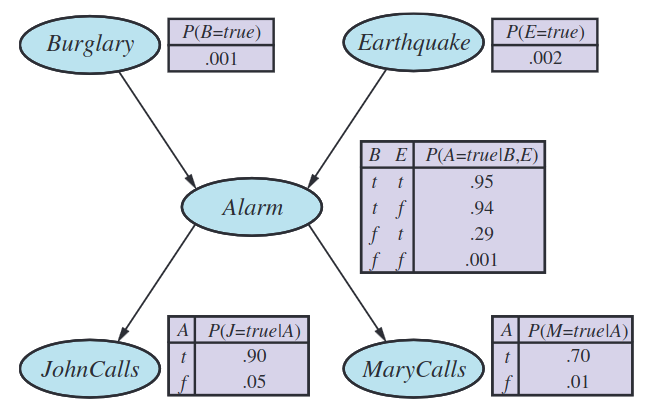 Burglary
P(B=true)
.001
Earthquake
P(E=true)
.002
B E P(A=true|B,E)
t t .95
t f .94
f t .29
f f .001
Alarm
A P(J=true|A)
t .90
f .05
JohnCalls
MaryCalls
A P(M=true|A)
t .70
f .01